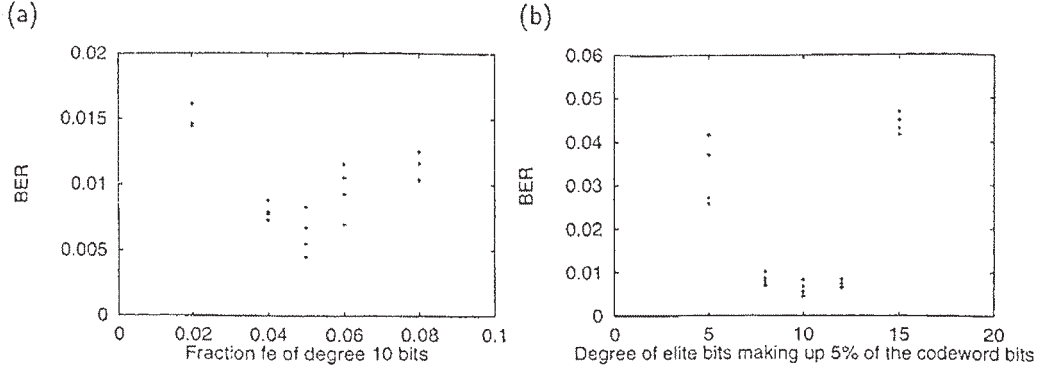 (a)
0.02
0.015
0.01
0.005
0
BER
0 0.02 0.04 0.06 0.08 0.1
Fraction fe of degree 10 bits
(b)
0.06
0.05
0.04
0.03
0.02
0.01
0
BER
0 5 10 15 20
Degree of elite bits making up 5% of the codeword bits